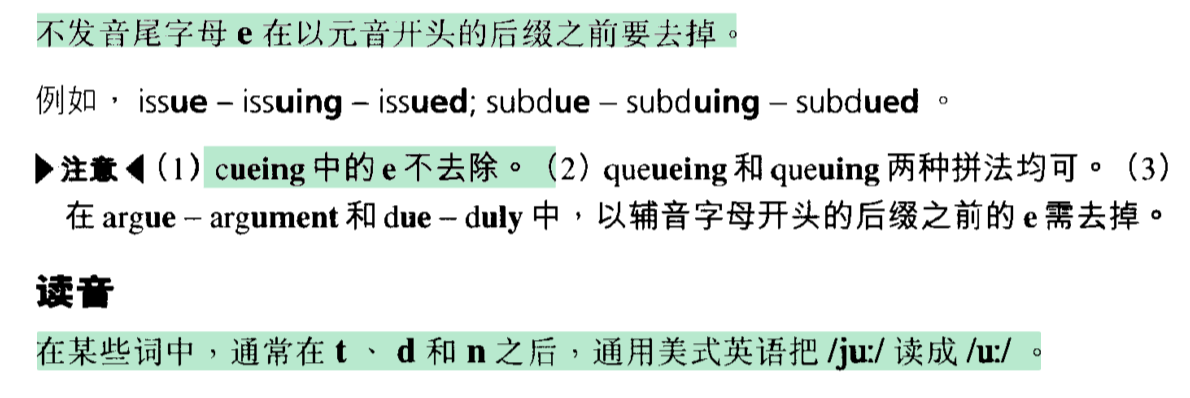 不发音尾字母 e 在以元音开头的后缀之前要去掉。
例如，issue – issuing – issued; subdue – subduing – subdued 。
▶注意◀（1）cueing 中的 e 不去除。（2）queueing 和 queuing 两种拼法均可。（3）
在 argue – argument 和 due – duly 中，以辅音字母开头的后缀之前的 e 需去掉。
读音
在某些词中，通常在 t 、 d 和 n 之后，通用美式英语把 /juː/ 读成 /uː/ 。